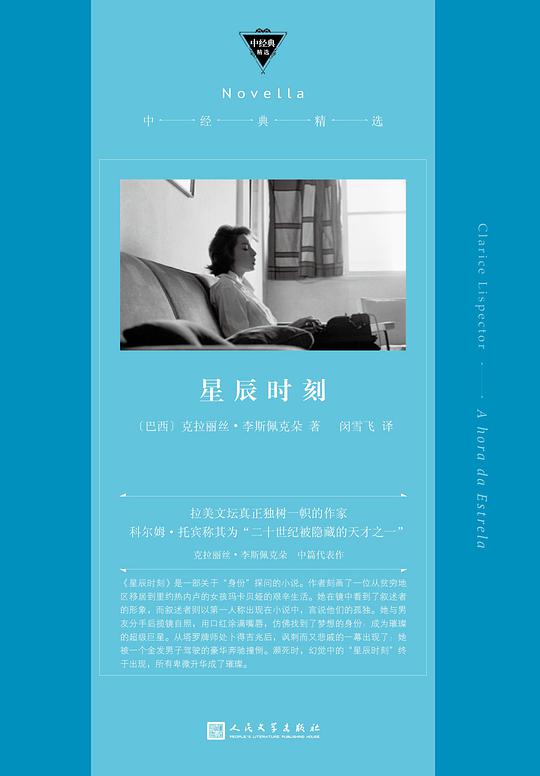 中经典
精选
Novella
中 经 典 精 选
星辰时刻
〔巴西〕克拉丽丝·李斯佩克朵 著 闵雪飞 译
拉美文坛真正独树一帜的作家
科尔姆·托宾称其为“二十世纪被隐藏的天才之一”
克拉丽丝·李斯佩克朵 中篇代表作
《星辰时刻》是一部关于“身份”探问的小说。作者刻画了一位从贫穷地
区移居到里约热内卢的女孩玛卡贝娅的艰辛生活。她在镜中看到了叙述者
的形象，而叙述者则以第一人称出现在小说中，言说他们的孤独。她与男
友分手后揽镜自照，用口红涂满嘴唇，仿佛找到了梦想的身份：成为璀璨
的超级巨星。从塔罗牌师处卜得吉兆后，讽刺而又悲戚的一幕出现了：她
被一个金发男子驾驶的豪华奔驰撞倒。濒死时，幻觉中的“星辰时刻”终
于出现，所有卑微升华成了璀璨。
人民文学出版社
PEOPLE'S LITERATURE PUBLISHING HOUSE
Clarice Lispector
A hora da Estrela